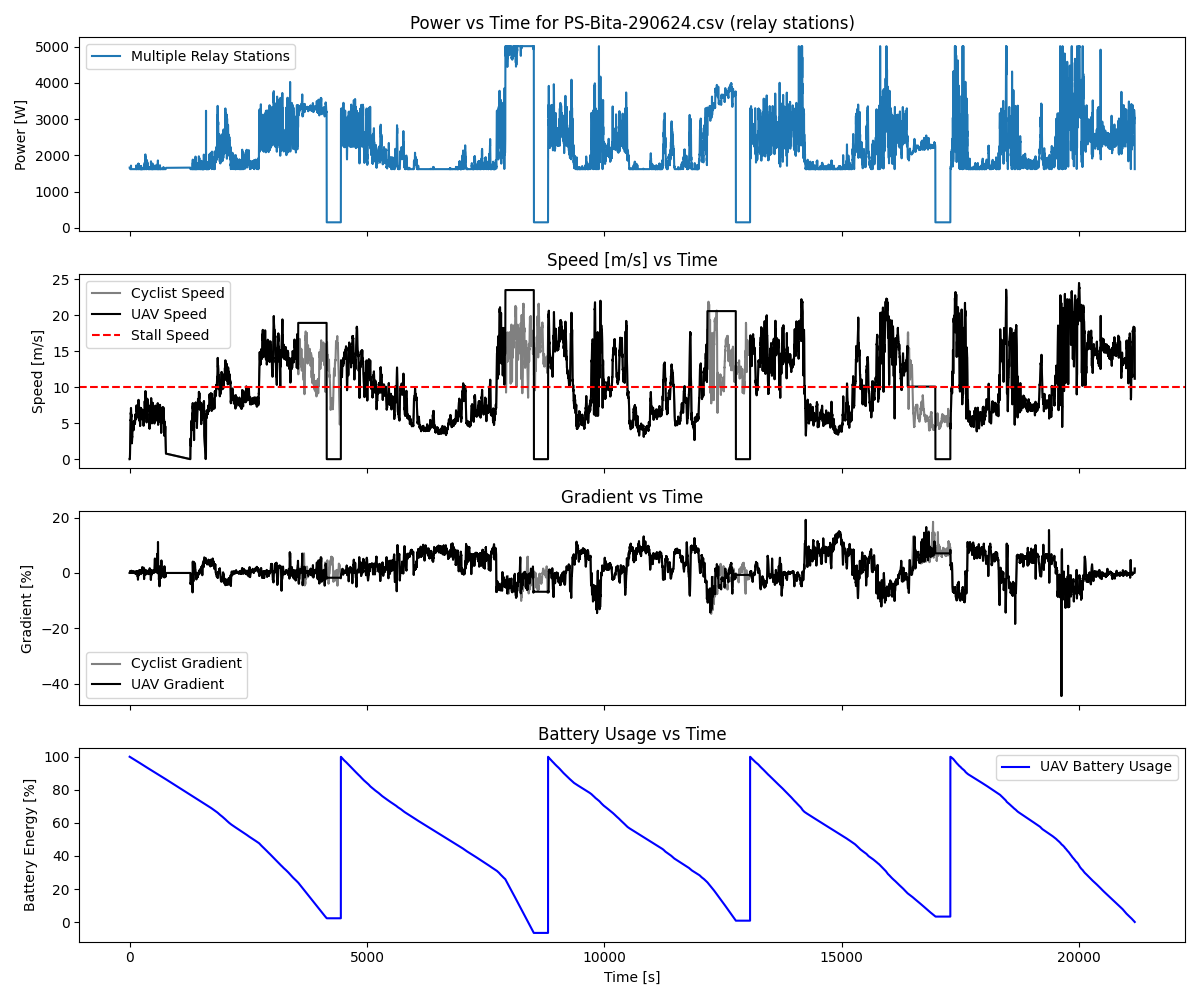 Power vs Time for PS-Bita-290624.csv (relay stations)
5000
4000
3000
2000
1000
0
Power [W]
Multiple Relay Stations
Speed [m/s] vs Time
25
20
15
10
5
0
Speed [m/s]
Cyclist Speed
UAV Speed
Stall Speed
Gradient vs Time
20
0
−20
−40
Gradient [%]
Cyclist Gradient
UAV Gradient
Battery Usage vs Time
100
80
60
40
20
0
Battery Energy [%]
UAV Battery Usage
0 5000 10000 15000 20000
Time [s]